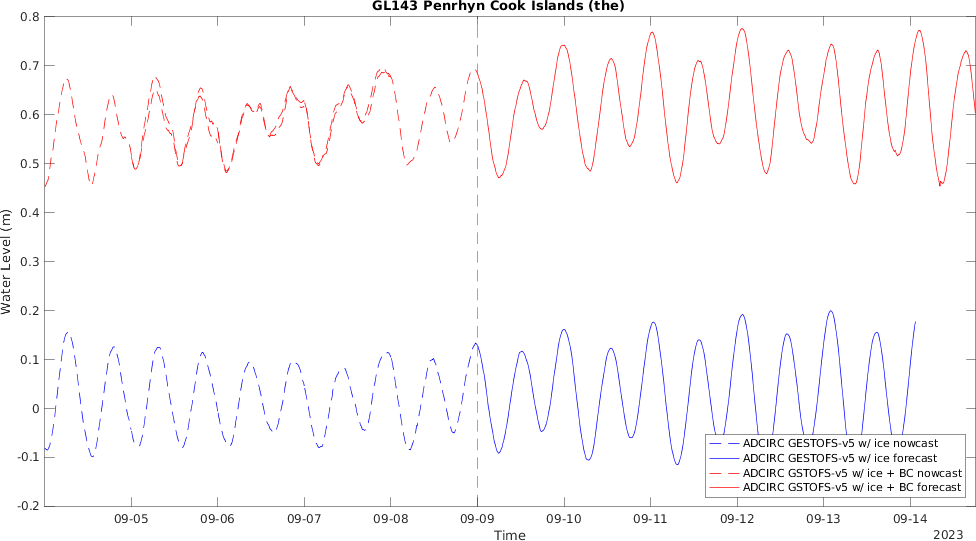 GL143 Penrhyn Cook Islands (the)
0.8
0.7
0.6
0.5
0.4
0.3
0.2
0.1
0
-0.1
-0.2
Water Level (m)
ADCIRC GESTOFS-v5 w/ ice nowcast
ADCIRC GESTOFS-v5 w/ ice forecast
ADCIRC GSTOFS-v5 w/ ice + BC nowcast
ADCIRC GSTOFS-v5 w/ ice + BC forecast
09-05 09-06 09-07 09-08 09-09 09-10 09-11 09-12 09-13 09-14
Time
2023